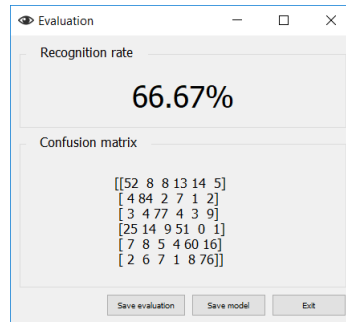 Evaluation
Recognition rate
66.67%
Confusion matrix
[[52 8 8 13 14 5]
[ 4 84 2 7 1 2]
[ 3 4 77 4 3 9]
[25 14 9 51 0 1]
[ 7 8 5 4 60 16]
[ 2 6 7 1 8 76]]
Save evaluation Save model Exit